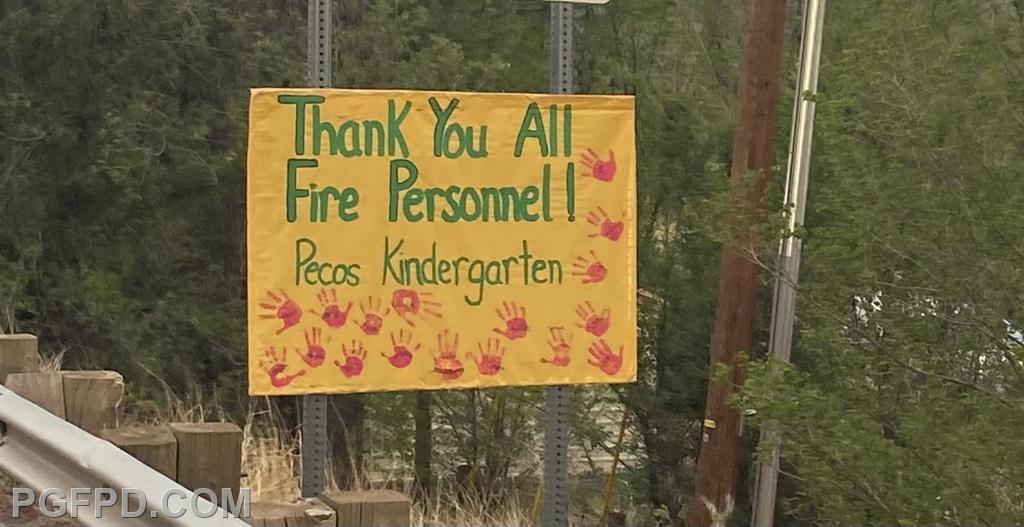 Thank You All
Fire Personnel!
Pecos Kindergarten
PGFPD.COM